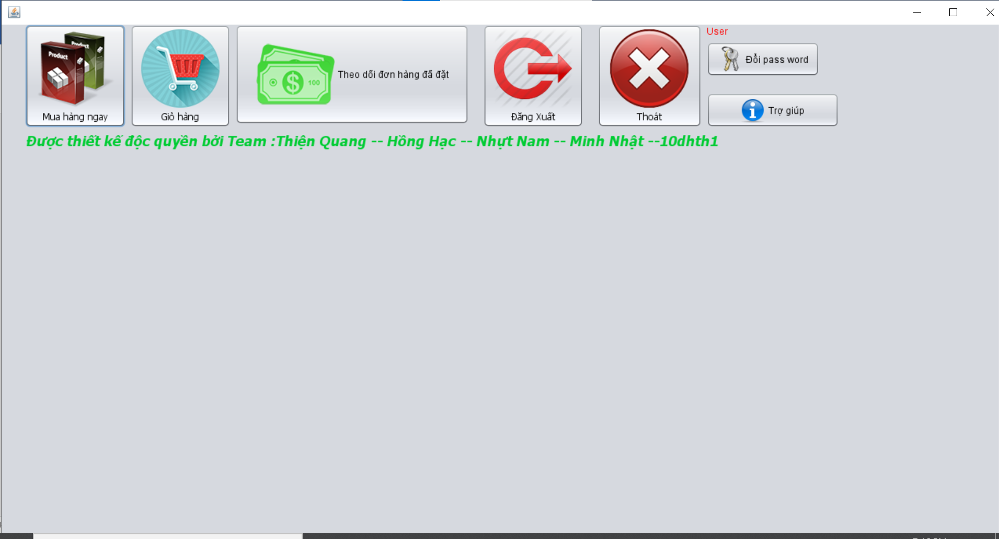 User
Product
Product
100
Theo dõi đơn hàng đã đặt
Đổi pass word
Mua hàng ngay
Giỏ hàng
Đăng Xuất
Thoát
Trợ giúp
Được thiết kế độc quyền bởi Team :Thiện Quang -- Hồng Hạc -- Nhựt Nam -- Minh Nhật --10dhth1